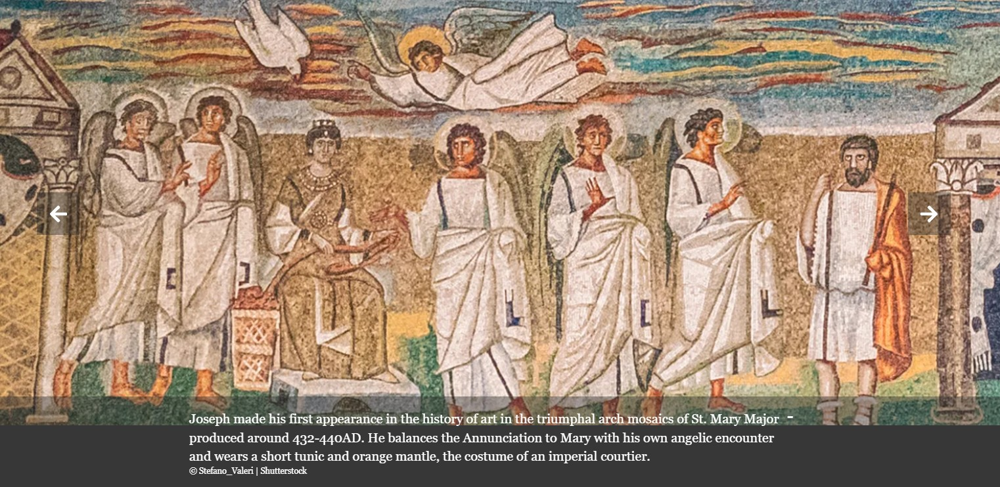 Joseph made his first appearance in the history of art in the triumphal arch mosaics of St. Mary Major
produced around 432-440AD. He balances the Annunciation to Mary with his own angelic encounter
and wears a short tunic and orange mantle, the costume of an imperial courtier.
© Stefano_Valeri | Shutterstock